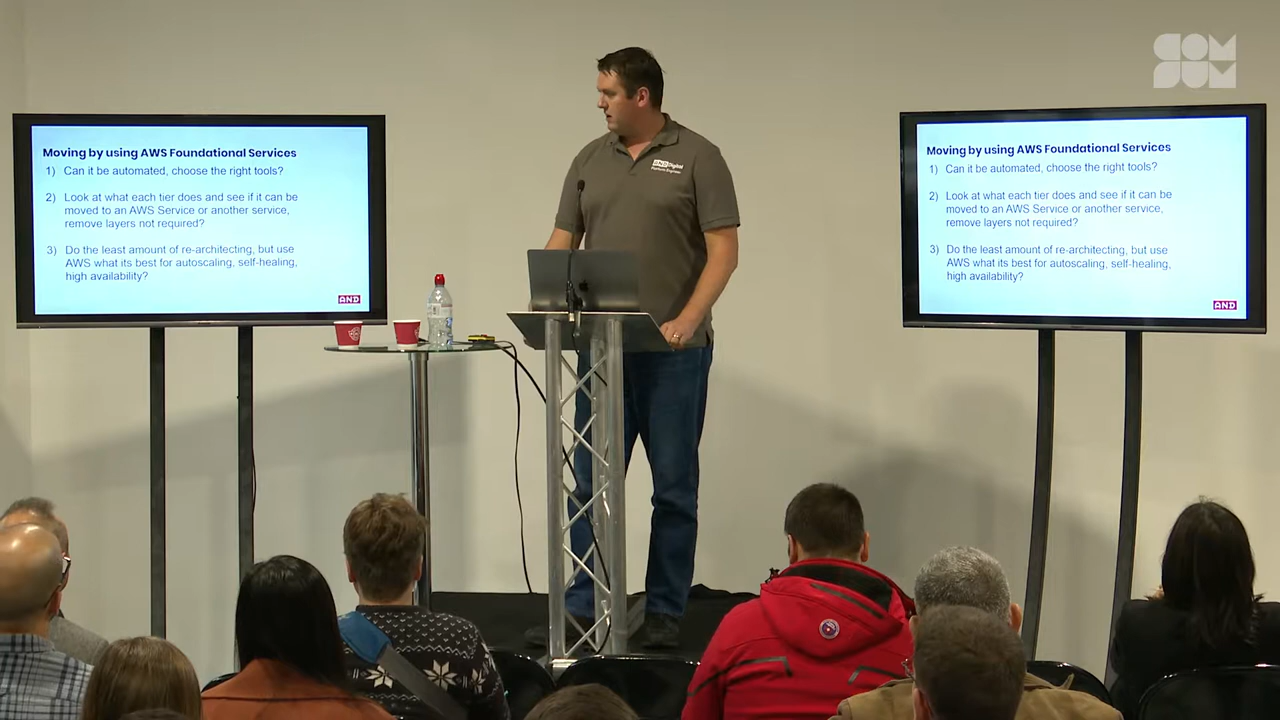 COM
SUM
Moving by using AWS Foundational Services
1) Can it be automated, choose the right tools?
2) Look at what each tier does and see if it can be
moved to an AWS Service or another service,
remove layers not required?
3) Do the least amount of re-architecting, but use
AWS what its best for autoscaling, self-healing,
high availability?
AND
AND Digital
Platform Engineer
Moving by using AWS Foundational Services
1) Can it be automated, choose the right tools?
2) Look at what each tier does and see if it can be
moved to an AWS Service or another service,
remove layers not required?
3) Do the least amount of re-architecting, but use
AWS what its best for autoscaling, self-healing,
high availability?
AND